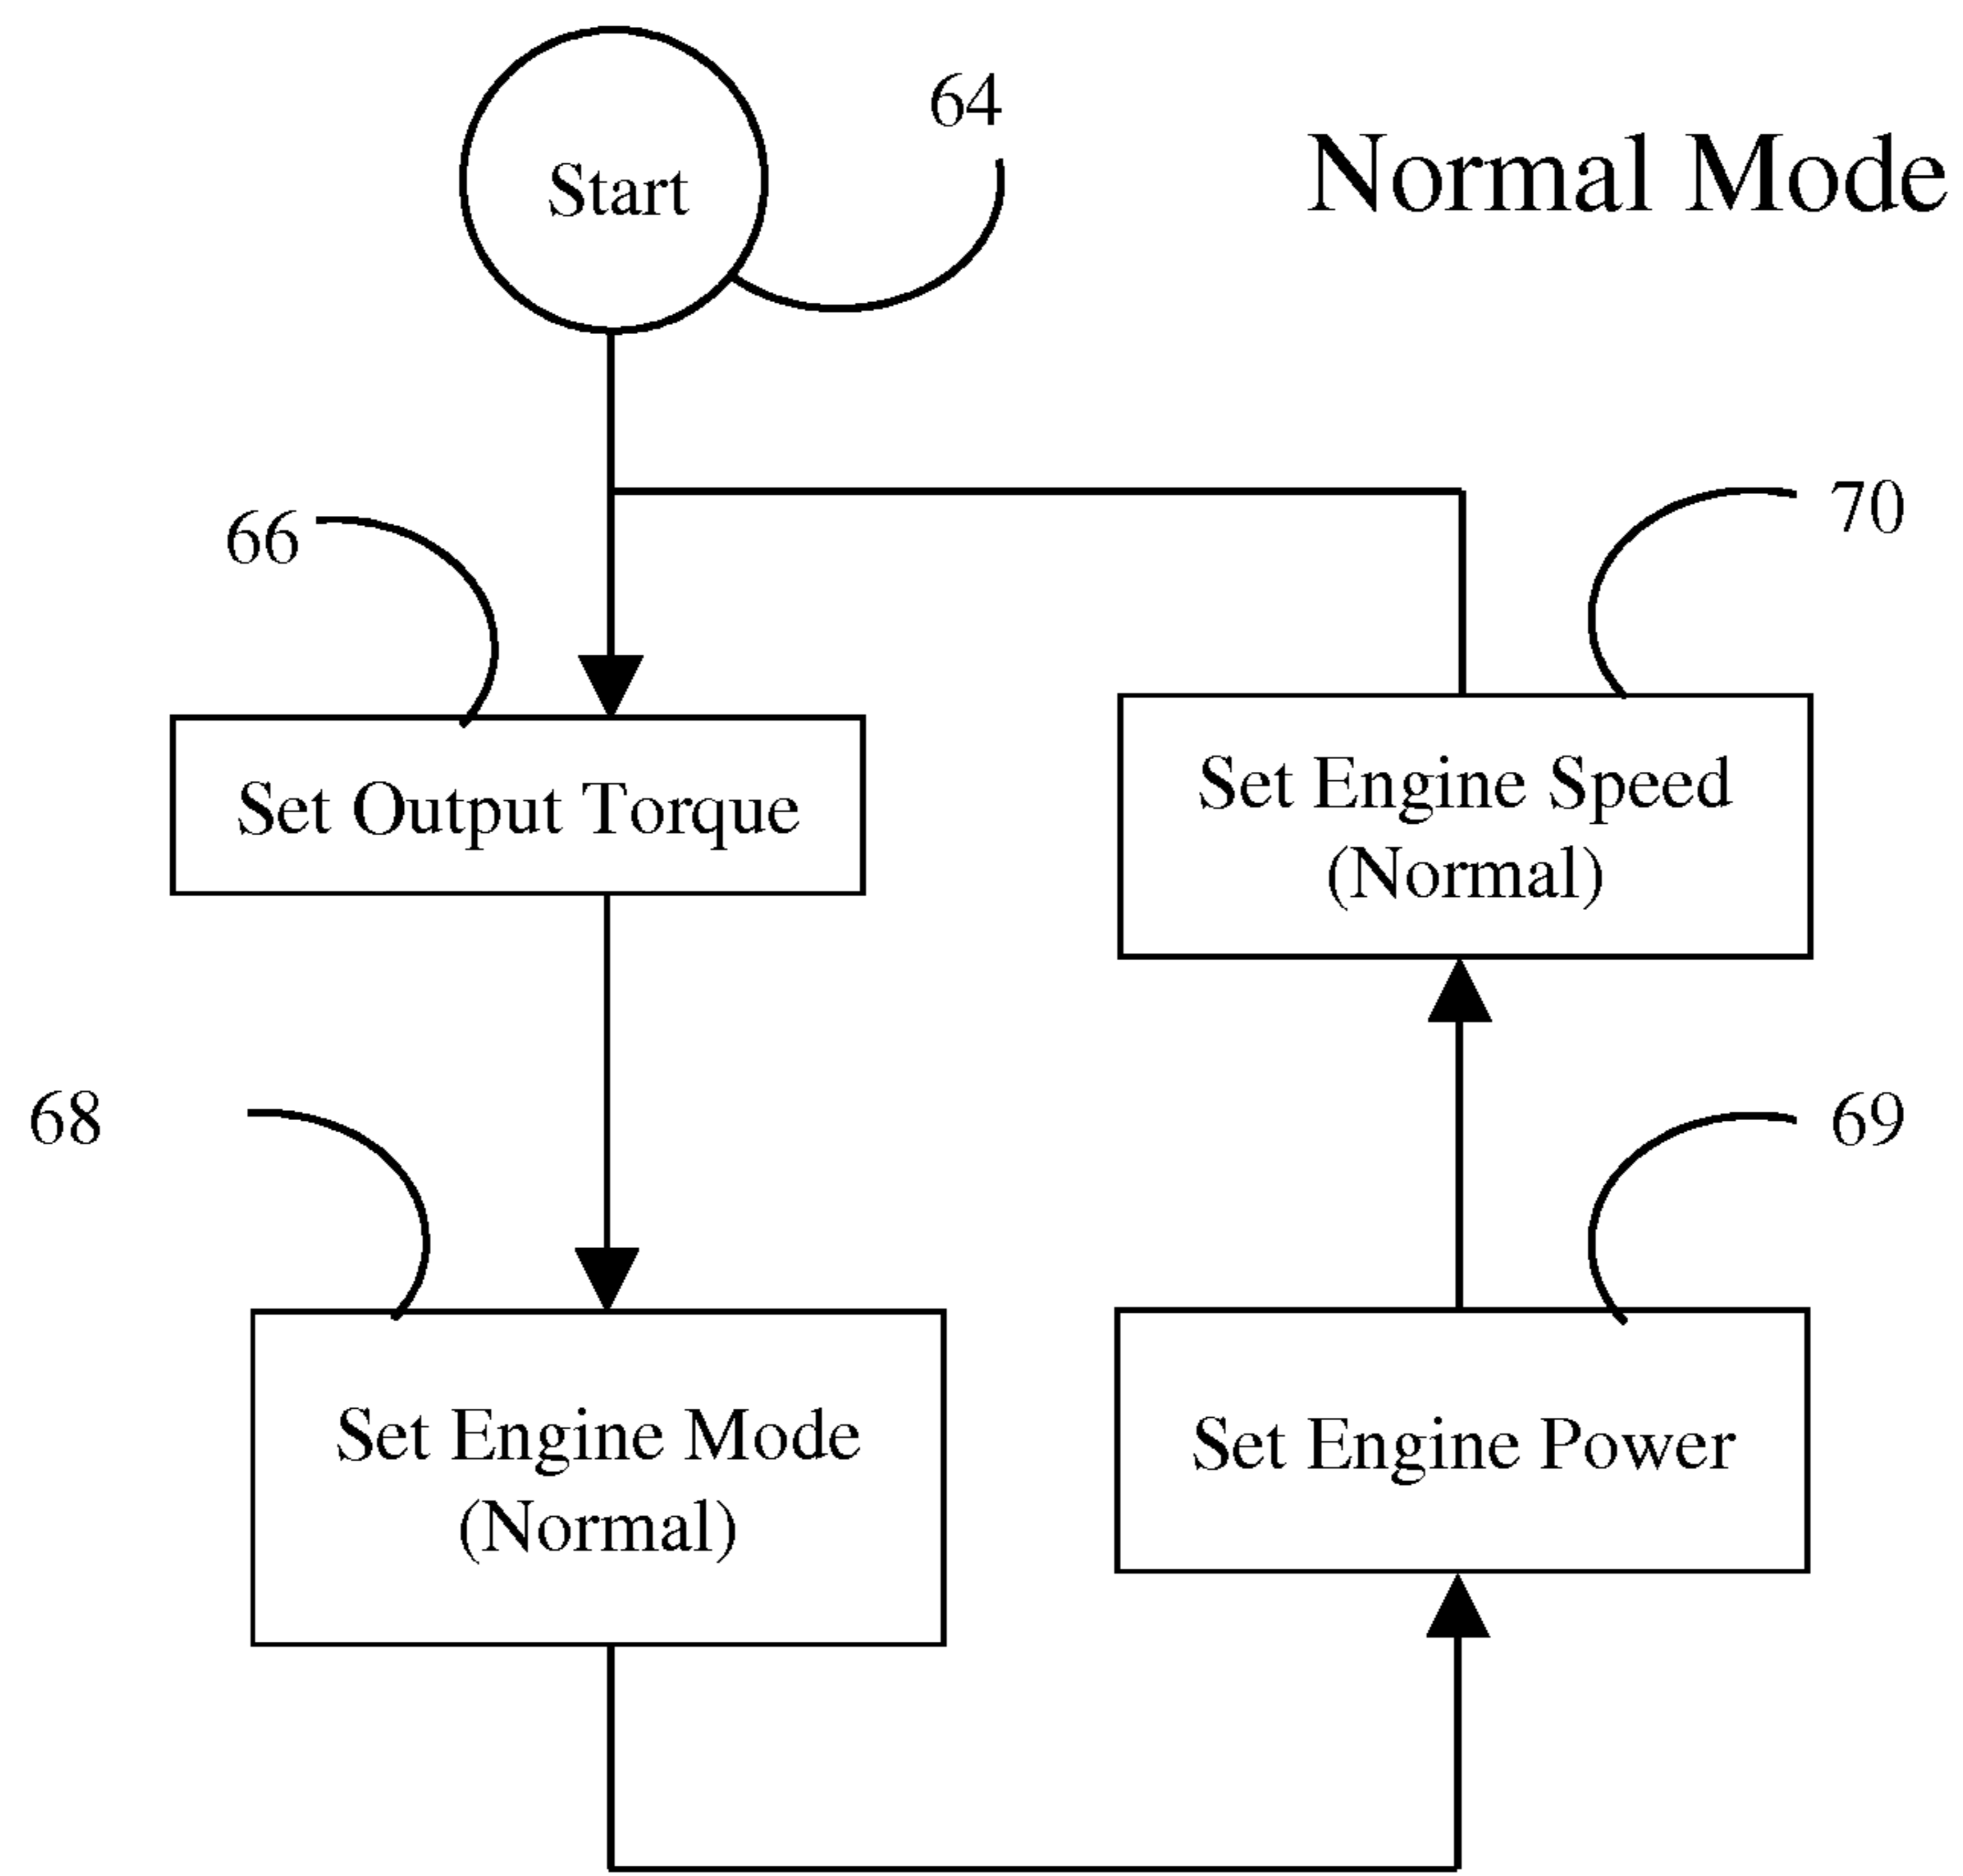 Start
64
Normal Mode
66
70
Set Output Torque
Set Engine Speed
(Normal)
68
69
Set Engine Mode
(Normal)
Set Engine Power